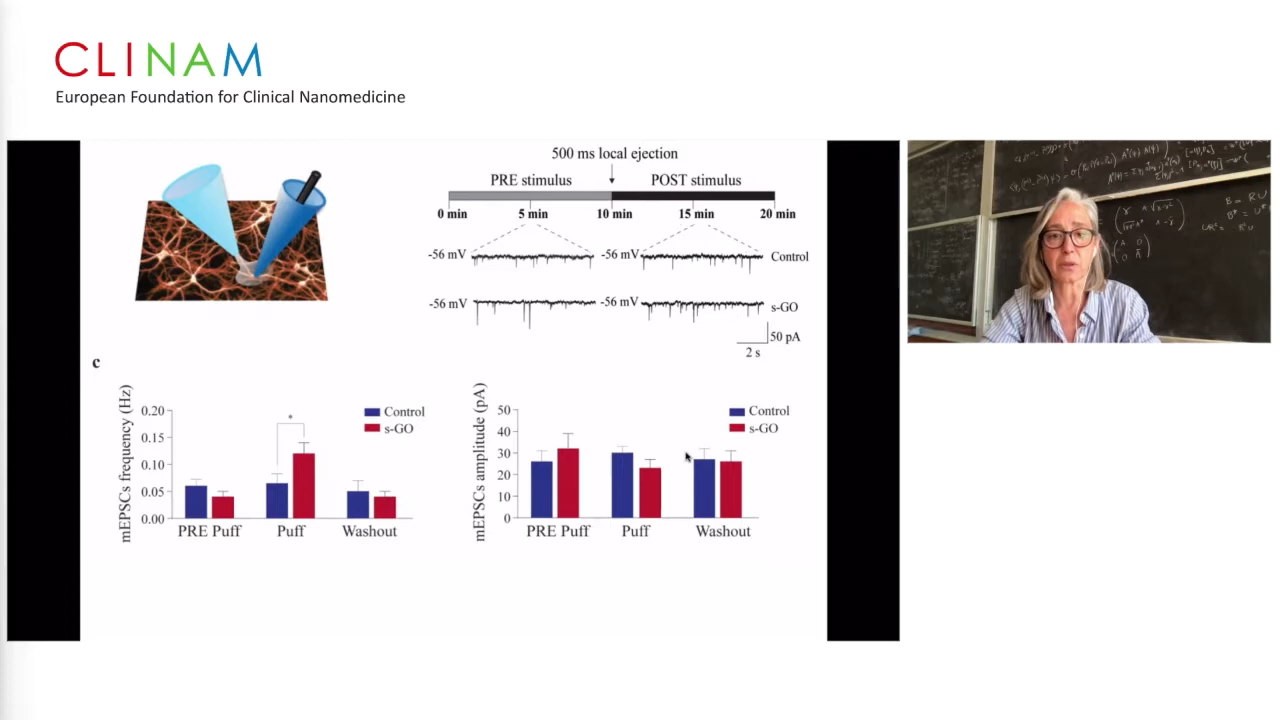 CLINAM
European Foundation for Clinical Nanomedicine
500 ms local ejection
PRE stimulus POST stimulus
0 min 5 min 10 min 15 min 20 min
-56 mV -56 mV Control
-56 mV -56 mV s-GO
50 pA
2 s
c
mEPSCs frequency (Hz)
0.20
0.15
0.10
0.05
0.00
*
Control
s-GO
PRE Puff Puff Washout
mEPSCs amplitude (pA)
50
40
30
20
10
0
Control
s-GO
PRE Puff Puff Washout